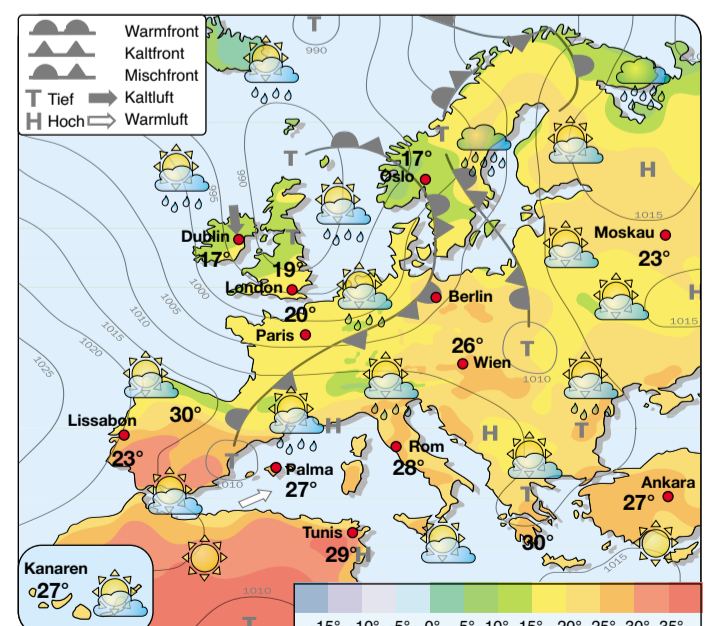 Warmfront
Kaltfront
Mischfront
T Tief Kaltluft
H Hoch Warmluft
T
990
T
T
17°
Oslo
H
995
990
1015
Dublin
17°
T
Moskau
23°
19°
London
1000
H
1005
20°
Paris
Berlin
1010
1015
1015
1020
T
26°
Wien
1025
1010
Lissabon
30°
H
H
T
23°
T
Rom
28°
1010
Palma
27°
T
Ankara
27°
Tunis
29°
H
30°
1015
Kanaren
27°
1010
T
-15° -10° -5° 0° 5° 10° 15° 20° 25° 30° 35°